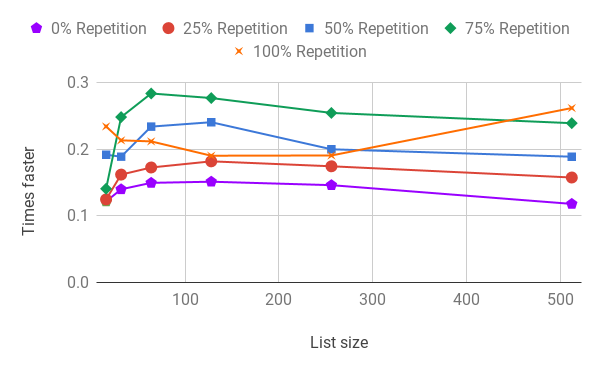 0% Repetition 25% Repetition 50% Repetition 75% Repetition
100% Repetition
0.3
0.2
0.1
0.0
Times faster
100 200 300 400 500
List size